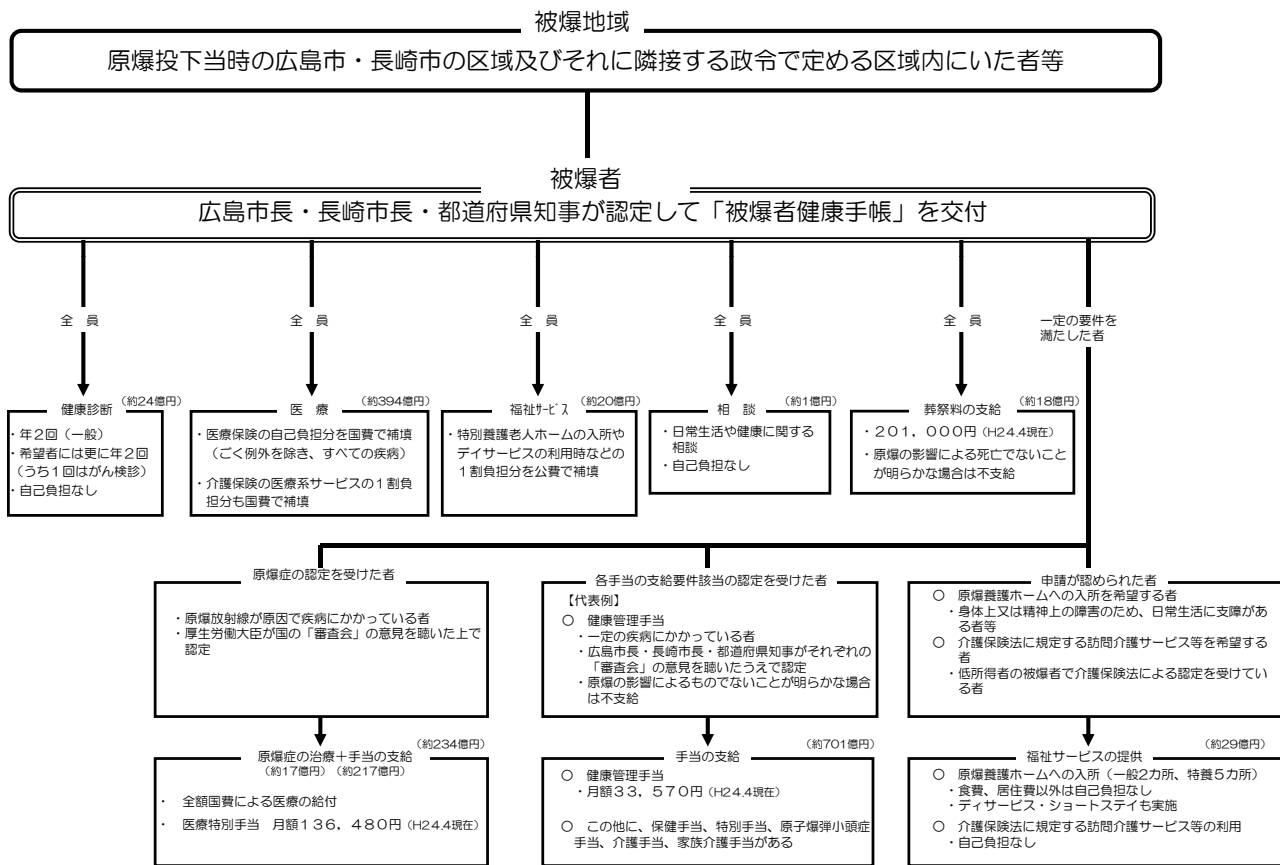 被爆地域
原爆投下当時の広島市・長崎市の区域及びそれに隣接する政令で定める区域内にいた者等
被爆者
広島市長・長崎市長・都道府県知事が認定して「被爆者健康手帳」を交付
全 員
全 員
全 員
全 員
全 員
一定の要件を
満たした者
健康診断 (約24億円)
・年2回（一般）
・希望者には更に年2回
（うち1回はがん検診）
・自己負担なし
医 療 (約394億円)
・医療保険の自己負担分を国費で補填
（ごく例外を除き、すべての疾病）
・介護保険の医療系サービスの１割負
担分も国費で補填
福祉ｻｰﾋﾞｽ (約20億円)
・特別養護老人ホームの入所や
デイサービスの利用時などの
１割負担分を公費で補填
相 談 (約1億円)
・日常生活や健康に関する
相談
・自己負担なし
葬祭料の支給 (約18億円)
・２０１，０００円（H24.4現在）
・原爆の影響による死亡でないこと
が明らかな場合は不支給
原爆症の認定を受けた者
・原爆放射線が原因で疾病にかかっている者
・厚生労働大臣が国の「審査会」の意見を聴いた上で
認定
各手当の支給要件該当の認定を受けた者
【代表例】
○ 健康管理手当
・一定の疾病にかかっている者
・広島市長・長崎市長・都道府県知事がそれぞれの
「審査会」の意見を聴いたうえで認定
・原爆の影響によるものでないことが明らかな場合
は不支給
申請が認められた者
○ 原爆養護ホームへの入所を希望する者
・身体上又は精神上の障害のため、日常生活に支障があ
る者等
○ 介護保険法に規定する訪問介護サービス等を希望する
者
・低所得者の被爆者で介護保険法による認定を受けてい
る者
(約234億円)
原爆症の治療＋手当の支給
(約17億円) (約217億円)
・ 全額国費による医療の給付
・ 医療特別手当 月額１３６，４８０円（H24.4現在）
(約701億円)
手当の支給
○ 健康管理手当
・月額３３，５７０円（H24.4現在）
○ この他に、保健手当、特別手当、原子爆弾小頭症
手当、介護手当、家族介護手当がある
(約29億円)
福祉サービスの提供
○ 原爆養護ホームへの入所（一般２カ所、特養５カ所）
・食費、居住費以外は自己負担なし
・ディサービス・ショートステイも実施
○ 介護保険法に規定する訪問介護サービス等の利用
・自己負担なし